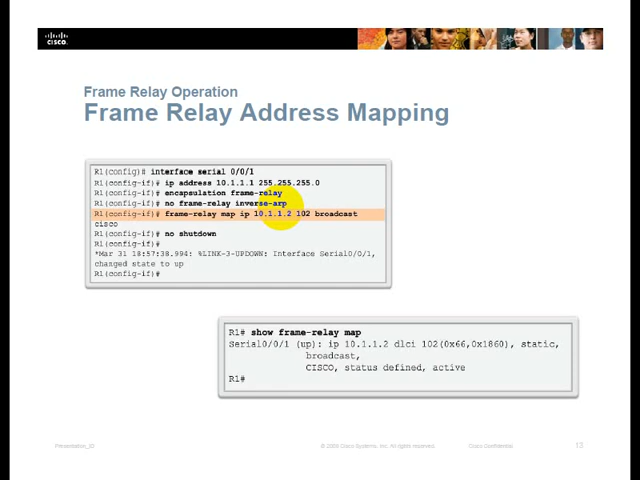 CISCO
Frame Relay Operation
Frame Relay Address Mapping
R1(config)# interface serial 0/0/1
R1(config-if)# ip address 10.1.1.1 255.255.255.0
R1(config-if)# encapsulation frame-relay
R1(config-if)# no frame-relay inverse-arp
R1(config-if)# frame-relay map ip 10.1.1.2 102 broadcast
cisco
R1(config-if)# no shutdown
R1(config-if)#
*Mar 31 18:57:38.994: %LINK-3-UPDOWN: Interface Serial0/0/1,
changed state to up
R1(config-if)#
R1# show frame-relay map
Serial0/0/1 (up): ip 10.1.1.2 dlci 102(0x66,0x1860), static,
broadcast,
CISCO, status defined, active
R1#
Presentation_ID
© 2008 Cisco Systems, Inc. All rights reserved.
Cisco Confidential
13